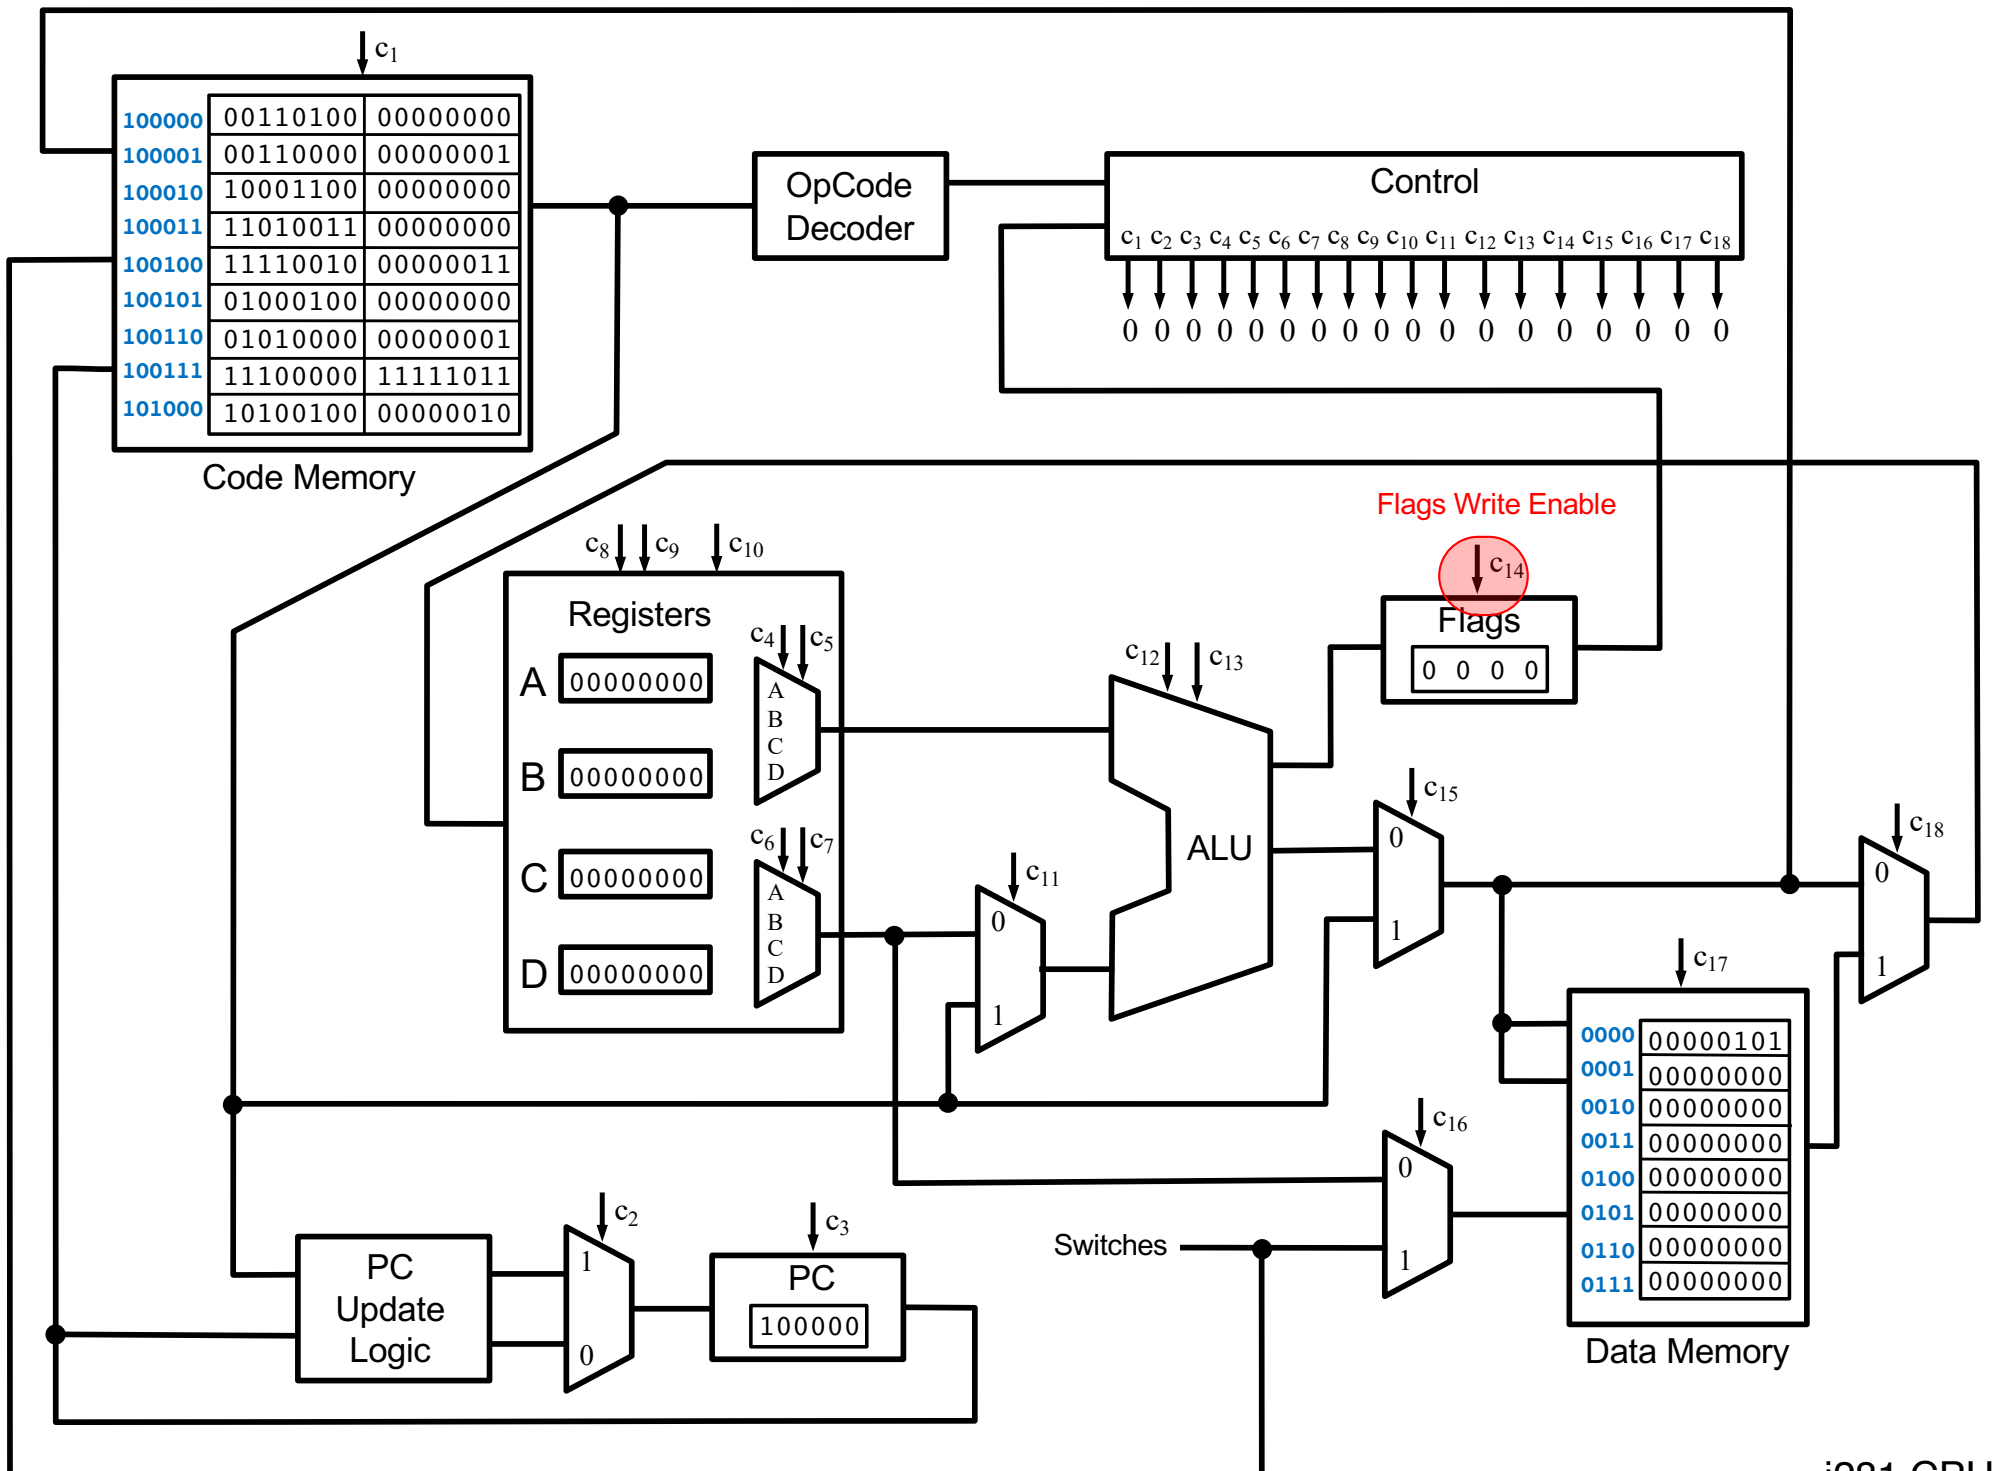 c1
100000 00110100 00000000
100001 00110000 00000001
100010 10001100 00000000
100011 11010011 00000000
100100 11110010 00000011
100101 01000100 00000000
100110 01010000 00000001
100111 11100000 11111011
101000 10100100 00000010
Code Memory
OpCode
Decoder
Control
c1 c2 c3 c4 c5 c6 c7 c8 c9 c10 c11 c12 c13 c14 c15 c16 c17 c18
0 0 0 0 0 0 0 0 0 0 0 0 0 0 0 0 0 0
Flags Write Enable
c14
Flags
0 0 0 0
c8 c9 c10
Registers
A 00000000
B 00000000
C 00000000
D 00000000
c4 c5
A
B
C
D
c6 c7
A
B
C
D
c11
0
1
c12 c13
ALU
c15
0
1
c18
0
1
c17
0000 00000101
0001 00000000
0010 00000000
0011 00000000
0100 00000000
0101 00000000
0110 00000000
0111 00000000
Data Memory
c16
0
1
Switches
PC
Update
Logic
c2
1
0
c3
PC
100000